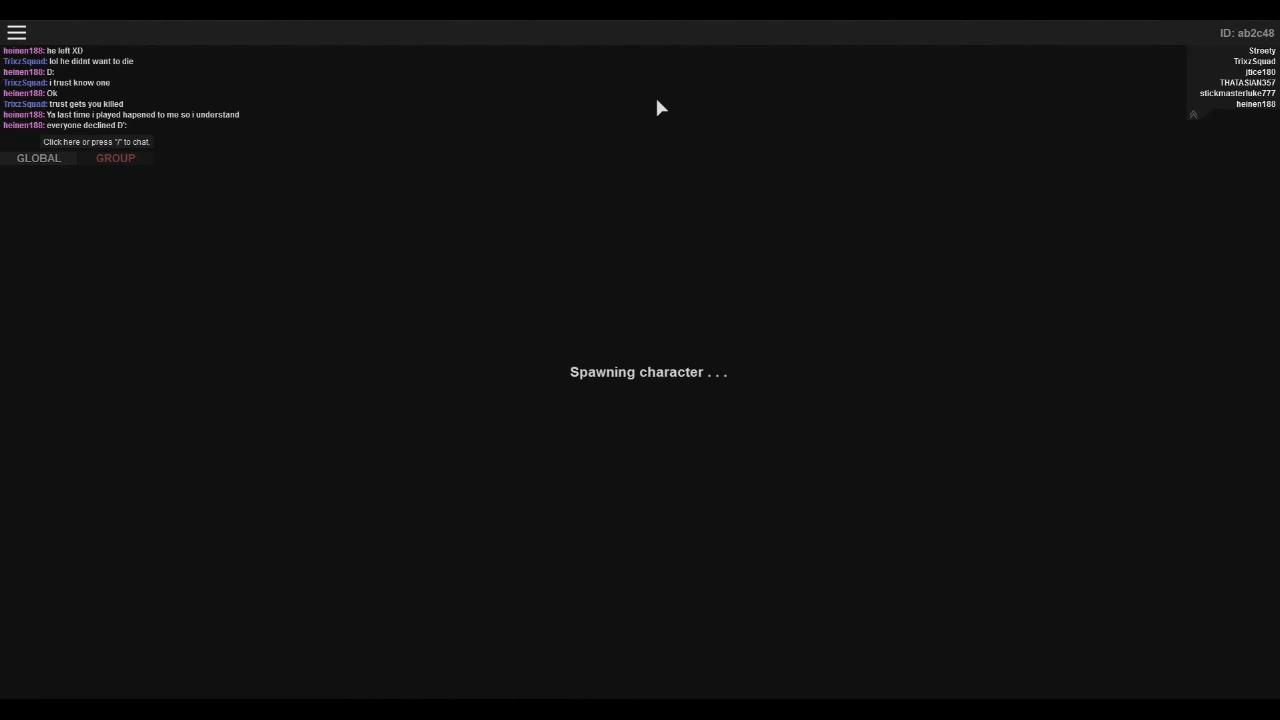 ID: ab2c48
heinen188: he left XD
TrixzSquad: lol he didnt want to die
heinen188: D:
TrixzSquad: i trust know one
heinen188: Ok
TrixzSquad: trust gets you killed
heinen188: Ya last time i played hapened to me so i understand
heinen188: everyone declined D':
Click here or press "/" to chat.
GLOBAL GROUP
Streety
TrixzSquad
jtice180
THATASIAN357
stickmasterluke777
heinen188
Spawning character . . .